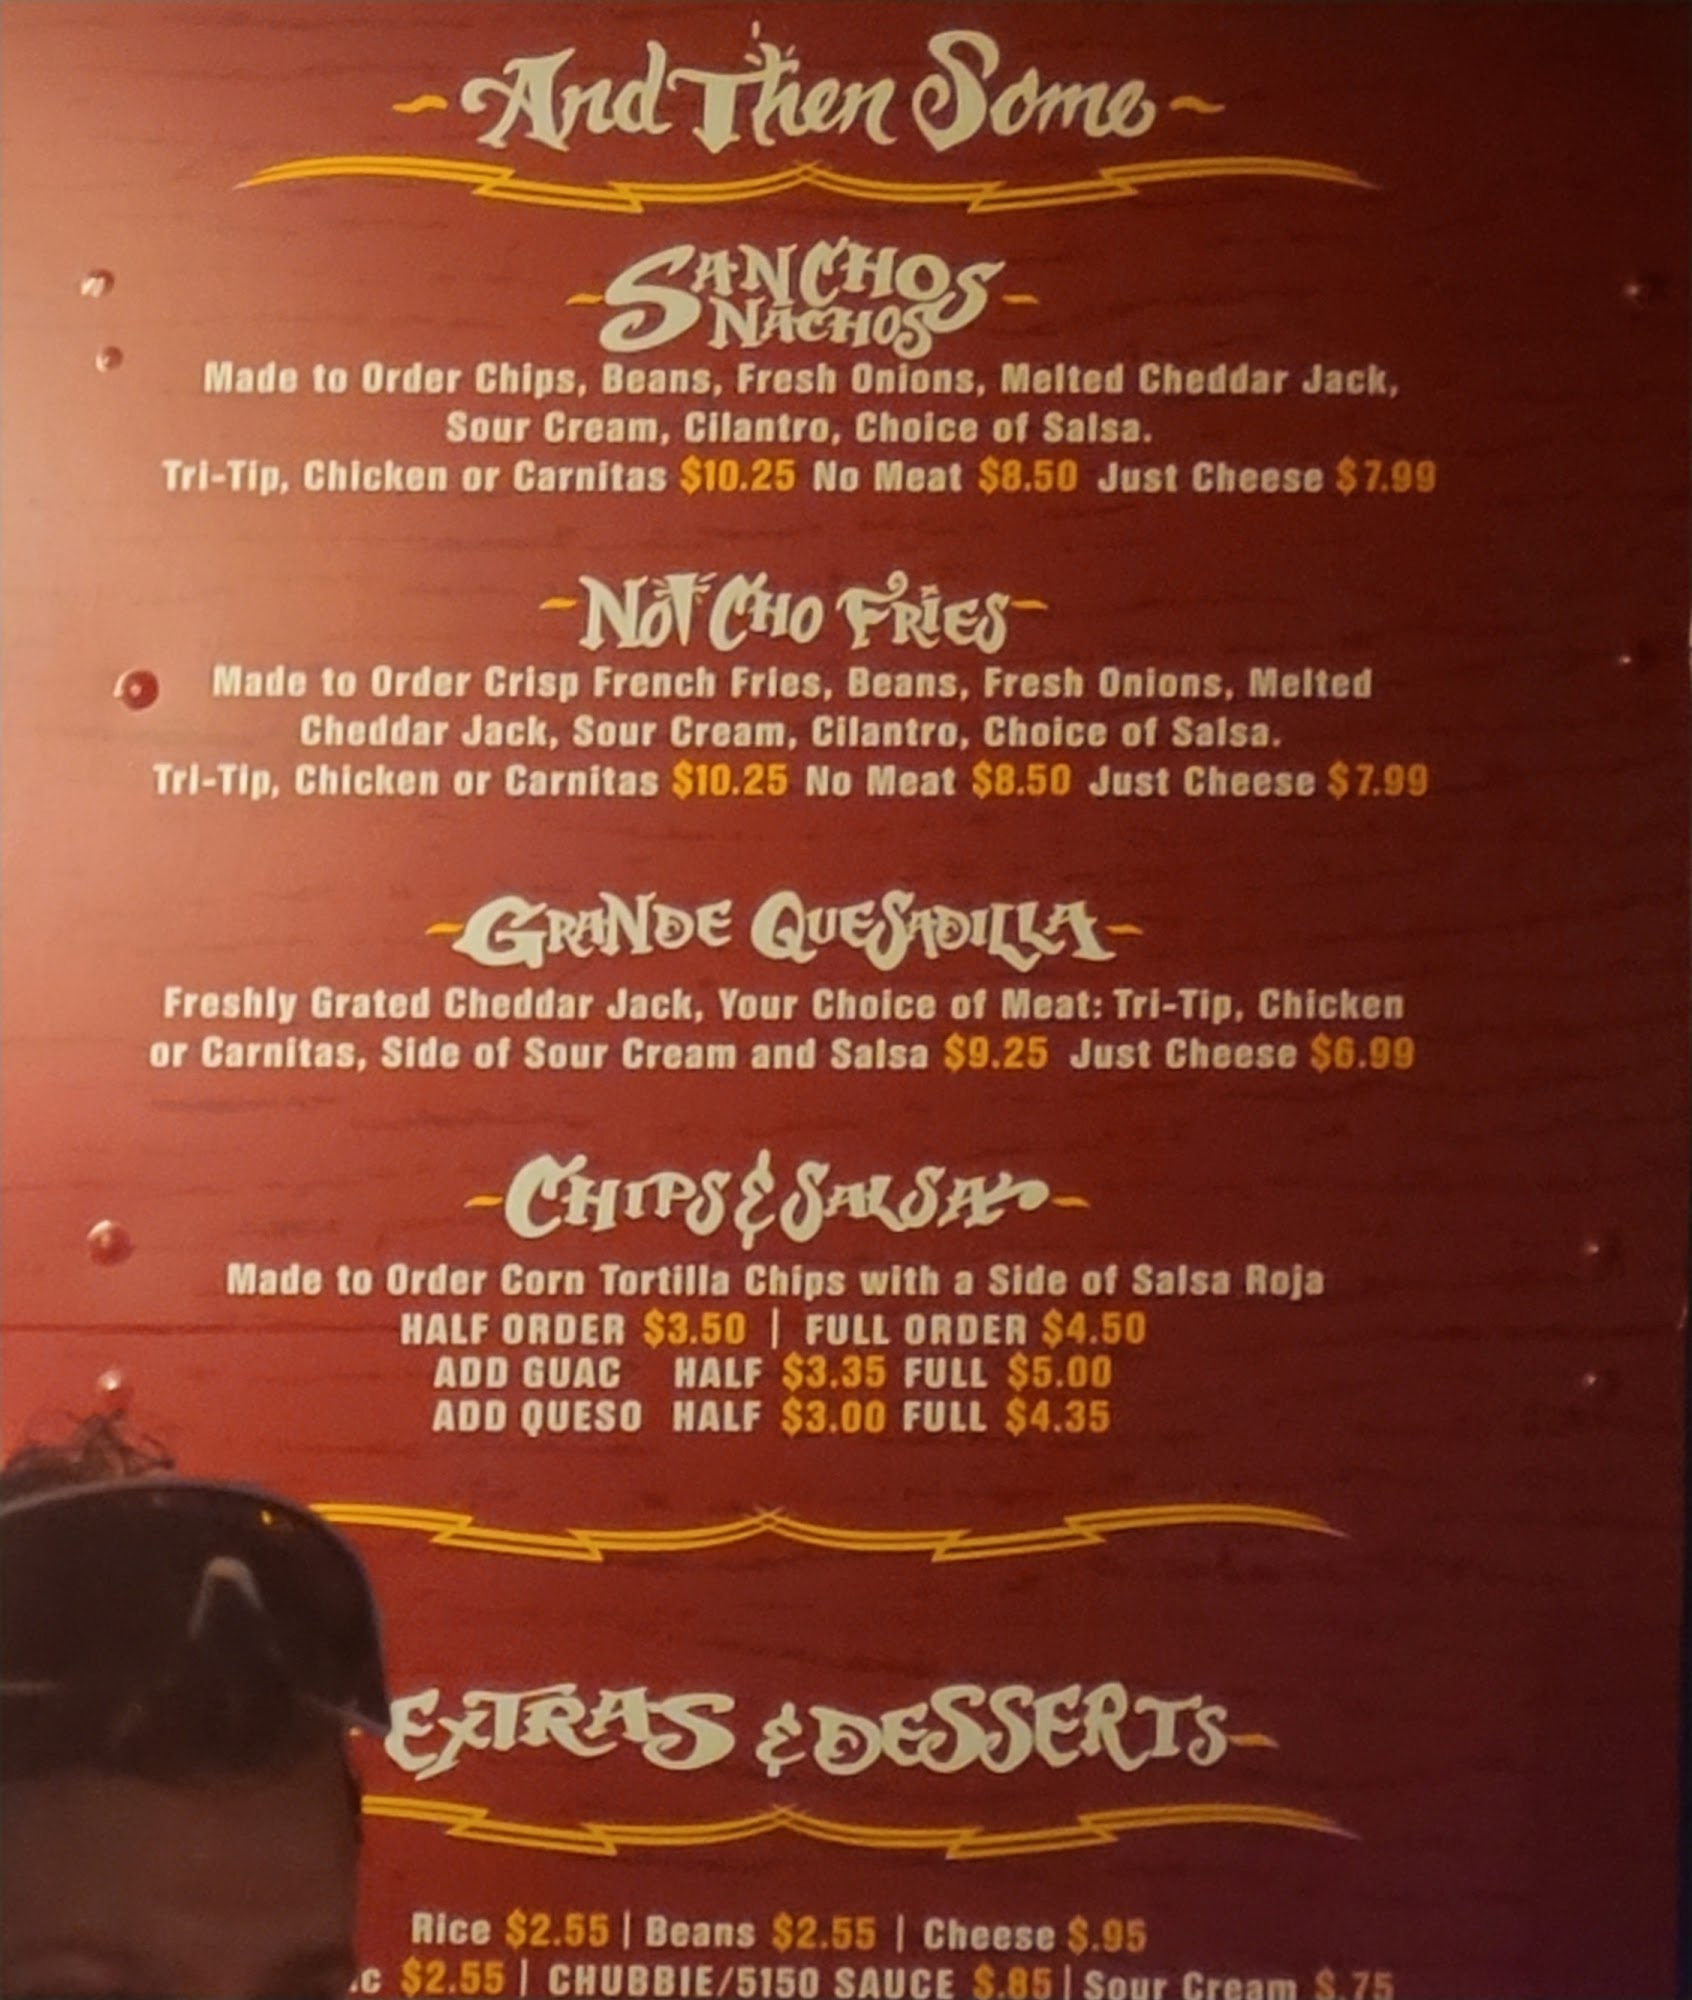 And Then Some
SANCHOS
NACHOS
Made to Order Chips, Beans, Fresh Onions, Melted Cheddar Jack,
Sour Cream, Cilantro, Choice of Salsa.
Tri-Tip, Chicken or Carnitas $10.25 No Meat $8.50 Just Cheese $7.99
NOT CHO FRIES
Made to Order Crisp French Fries, Beans, Fresh Onions, Melted
Cheddar Jack, Sour Cream, Cilantro, Choice of Salsa.
Tri-Tip, Chicken or Carnitas $10.25 No Meat $8.50 Just Cheese $7.99
GRANDE QUESADILLA
Freshly Grated Cheddar Jack, Your Choice of Meat: Tri-Tip, Chicken
or Carnitas, Side of Sour Cream and Salsa $9.25 Just Cheese $6.99
CHIPS & SALSA
Made to Order Corn Tortilla Chips with a Side of Salsa Roja
HALF ORDER $3.50 | FULL ORDER $4.50
ADD GUAC HALF $3.35 FULL $5.00
ADD QUESO HALF $3.00 FULL $4.35
EXTRAS & DESSERTS
Rice $2.55 | Beans $2.55 | Cheese $.95
$2.55 | CHUBBIE/5150 SAUCE $.85 | Sour Cream $.75